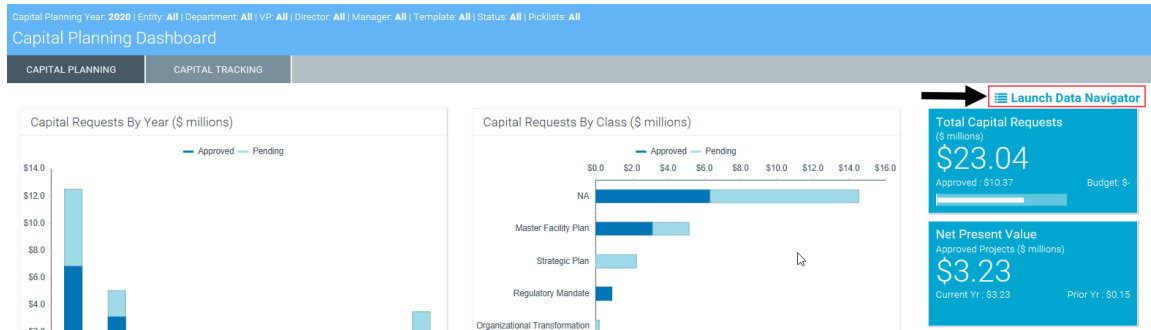 Capital Planning Year: 2020 | Entity: All | Department: All | VP: All | Director: All | Manager: All | Template: All | Status: All | Picklists: All
Capital Planning Dashboard
CAPITAL PLANNING CAPITAL TRACKING
Launch Data Navigator
Capital Requests By Year ($ millions)
Approved Pending
$14.0
$12.0
$10.0
$8.0
$6.0
$4.0
Capital Requests By Class ($ millions)
Approved Pending
$0.0 $2.0 $4.0 $6.0 $8.0 $10.0 $12.0 $14.0 $16.0
NA
Master Facility Plan
Strategic Plan
Regulatory Mandate
Organizational Transformation
Total Capital Requests
($ millions)
$23.04
Approved : $10.37 Budget: $-
Net Present Value
Approved Projects ($ millions)
$3.23
Current Yr : $3.23 Prior Yr : $0.15